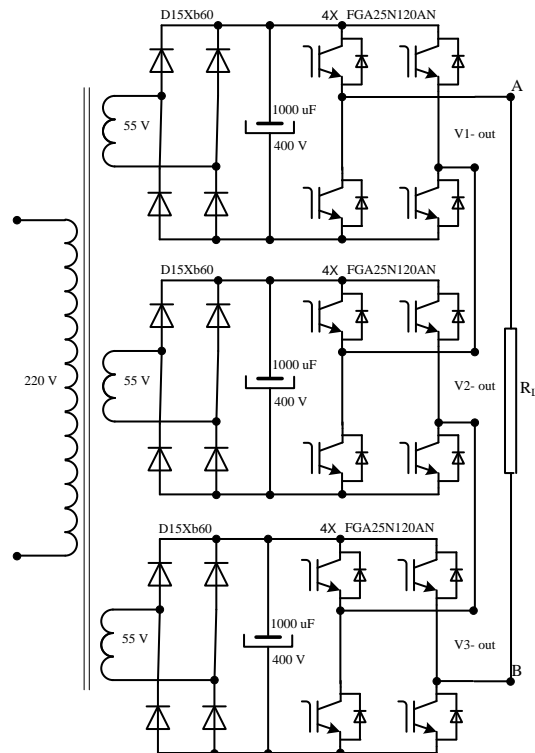 D15Xb60 4X FGA25N120AN
A
1000 uF
400 V
55 V
V1- out
D15Xb60 4X FGA25N120AN
1000 uF
400 V
55 V
V2- out
220 V
RL
D15Xb60 4X FGA25N120AN
1000 uF
400 V
55 V
V3- out
B